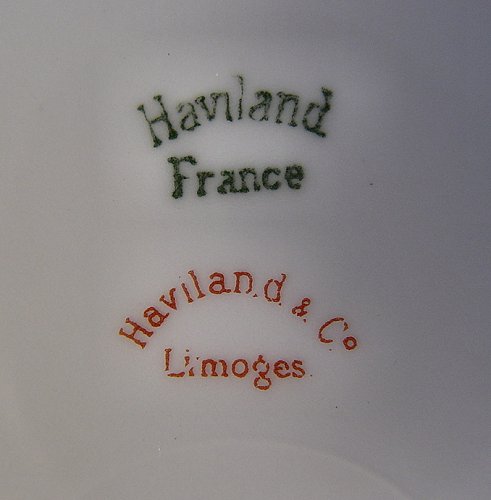 Haviland
France
Haviland & Co
Limoges